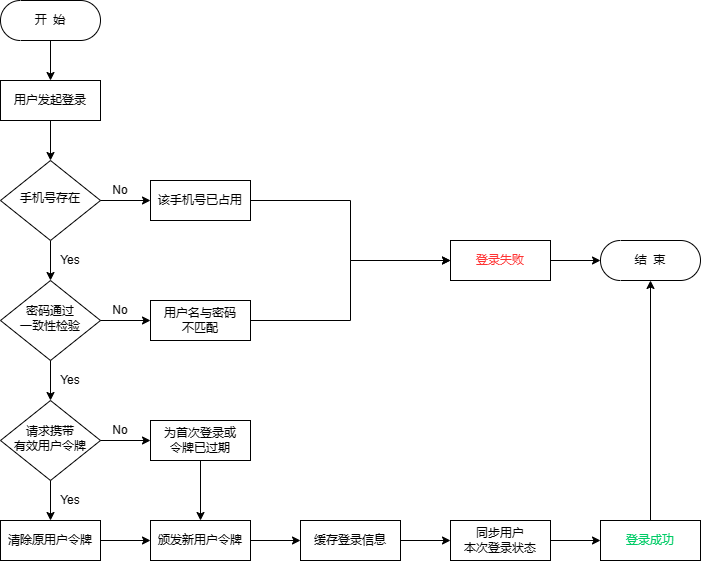 开 始
用户发起登录
手机号存在
No
该手机号已占用
Yes
登录失败
结 束
密码通过
一致性检验
No
用户名与密码
不匹配
Yes
请求携带
有效用户令牌
No
为首次登录或
令牌已过期
Yes
清除原用户令牌
颁发新用户令牌
缓存登录信息
同步用户
本次登录状态
登录成功